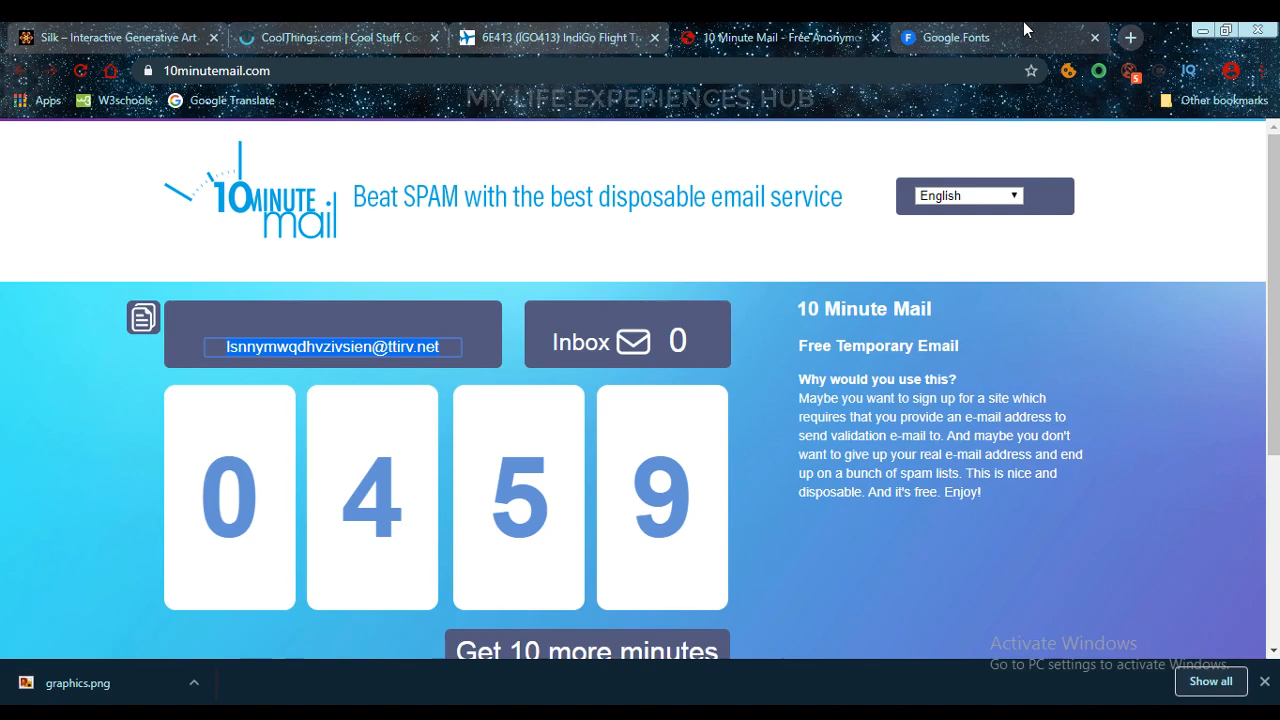 Silk – Interactive Generative Art
CoolThings.com | Cool Stuff, Co
6E413 (IGO413) IndiGo Flight Tr
10 Minute Mail - Free Anonymo
Google Fonts
10minutemail.com
5
Apps
W3schools
Google Translate
MY LIFE EXPERIENCES HUB
Other bookmarks
10MINUTE
mail
Beat SPAM with the best disposable email service
English
lsnnymwqdhvzivsien@ttirv.net
Inbox 0
0 4 5 9
Get 10 more minutes
10 Minute Mail
Free Temporary Email
Why would you use this?
Maybe you want to sign up for a site which
requires that you provide an e-mail address to
send validation e-mail to. And maybe you don't
want to give up your real e-mail address and end
up on a bunch of spam lists. This is nice and
disposable. And it's free. Enjoy!
Activate Windows
Go to PC settings to activate Windows.
graphics.png
Show all